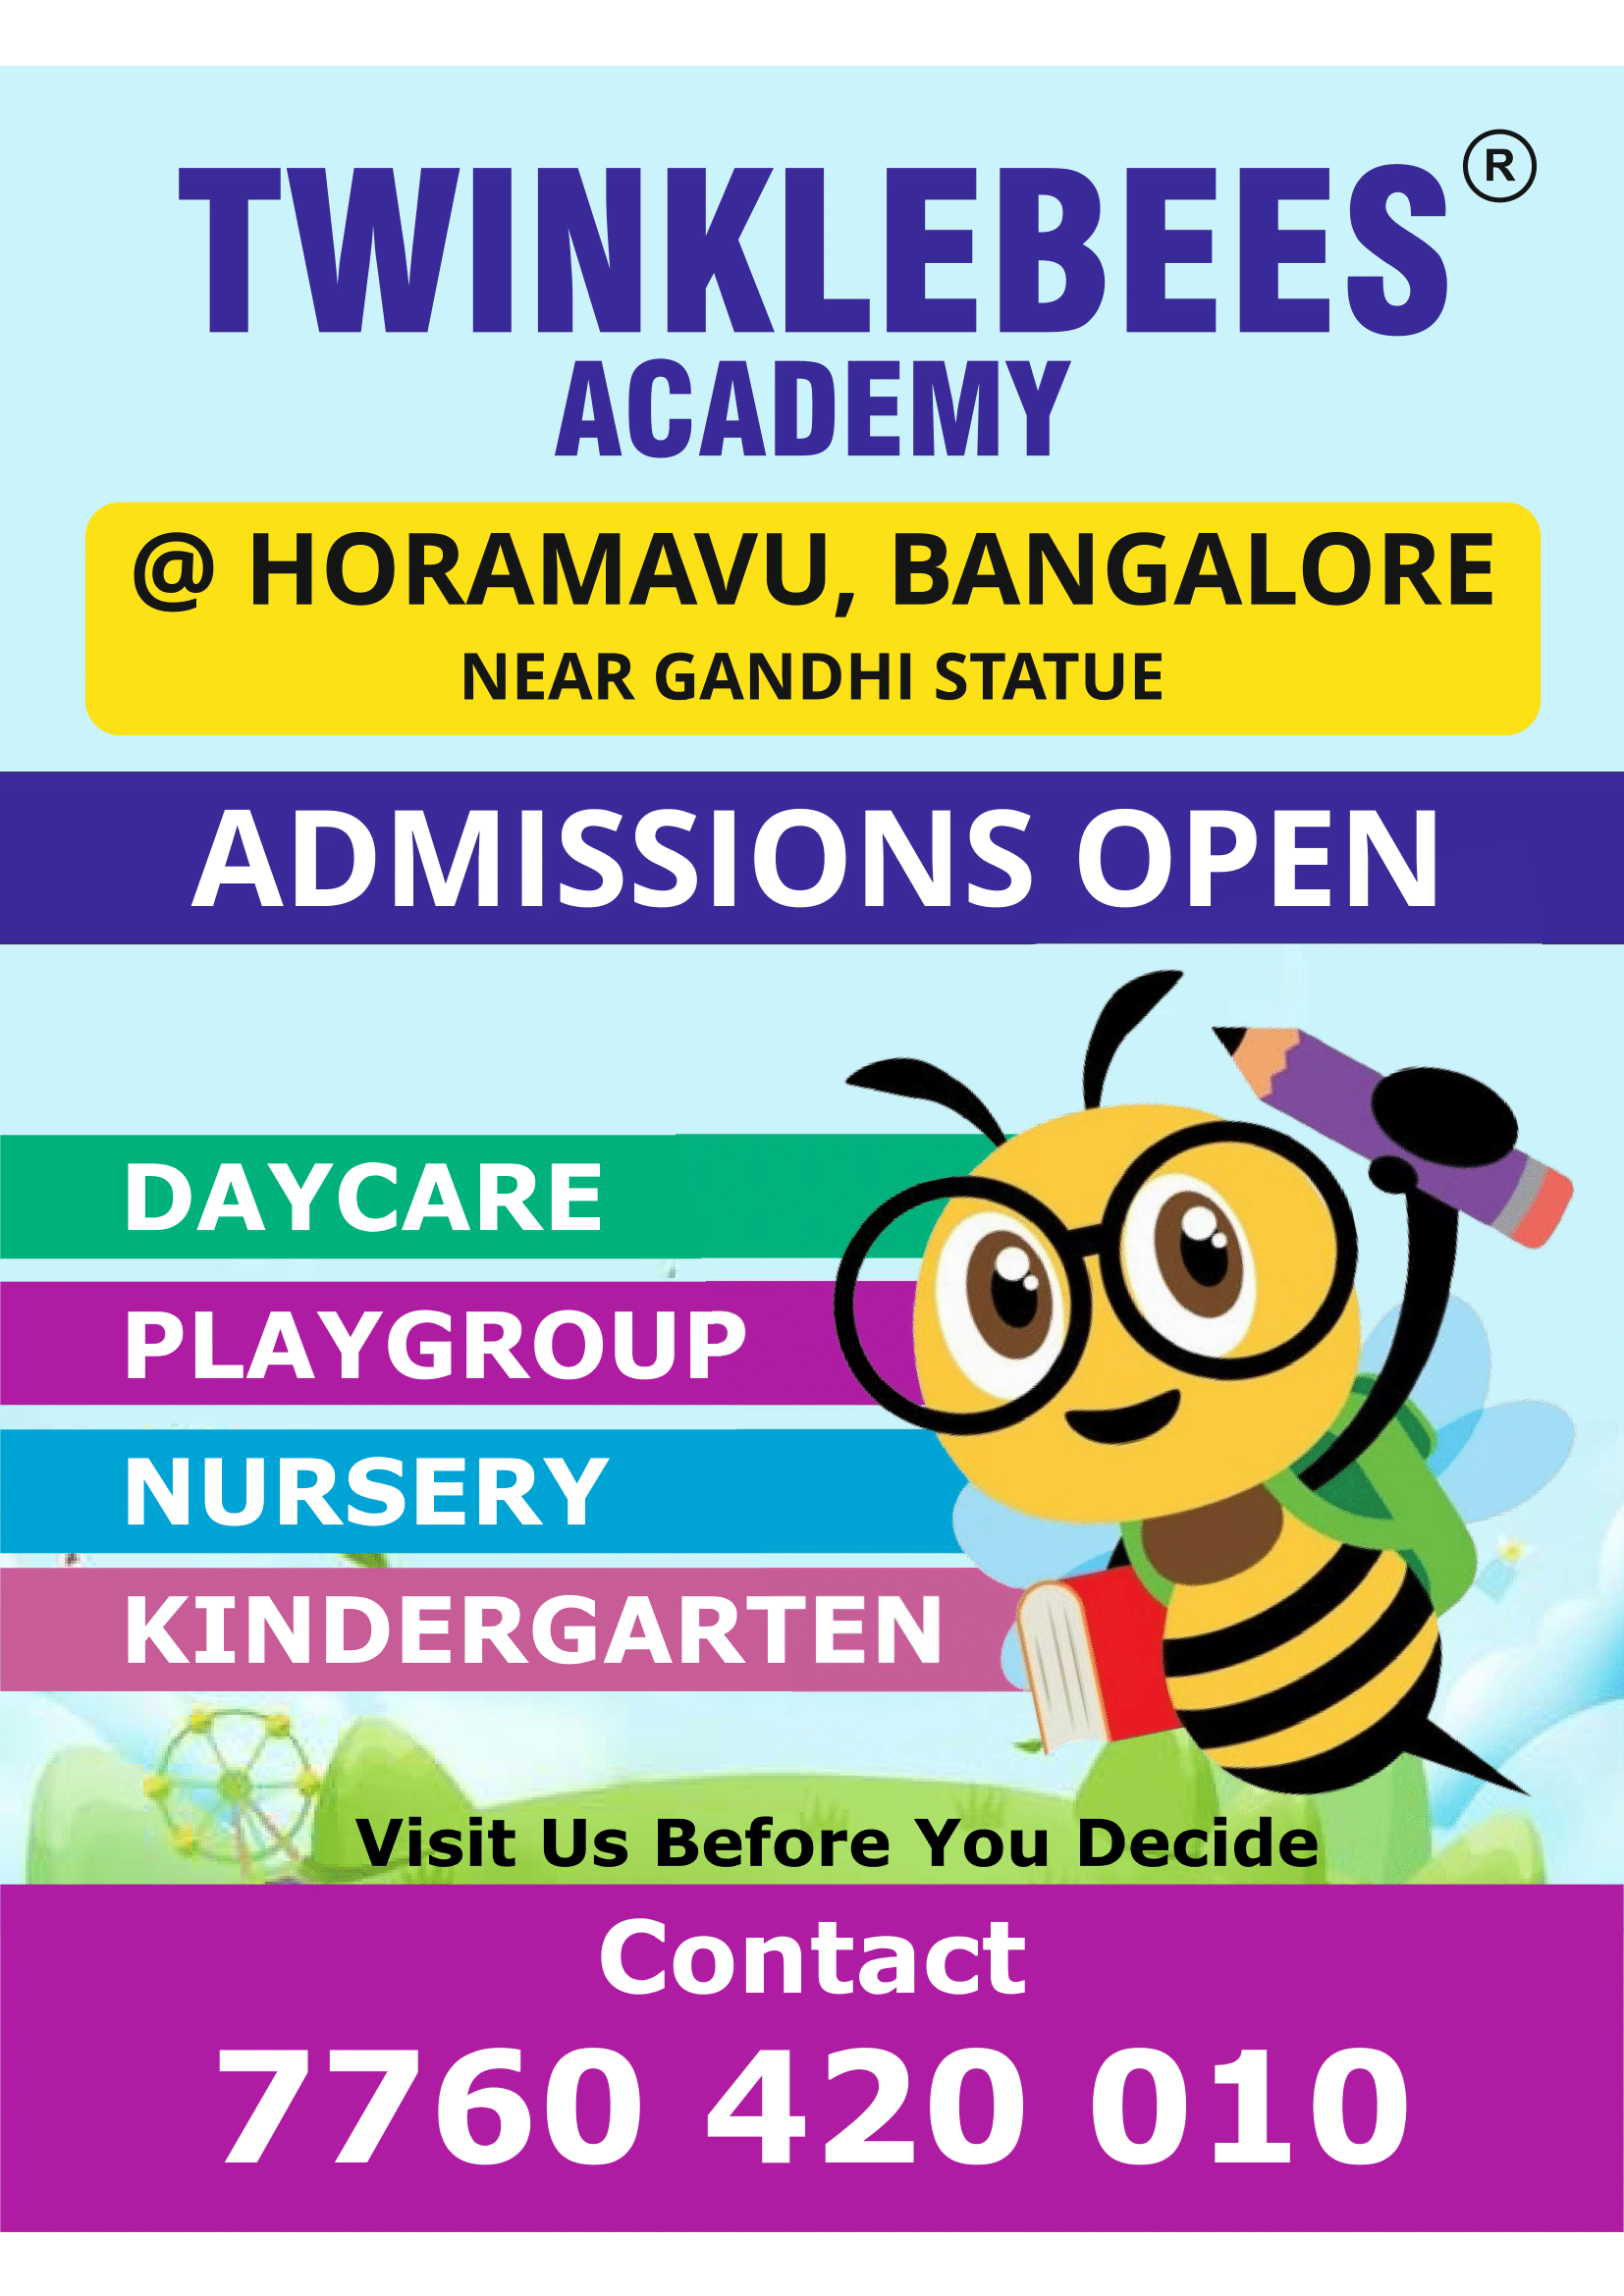 TWINKLEBEES®
ACADEMY
@ HORAMAVU, BANGALORE
NEAR GANDHI STATUE
ADMISSIONS OPEN
DAYCARE
PLAYGROUP
NURSERY
KINDERGARTEN
Visit Us Before You Decide
Contact
7760 420 010